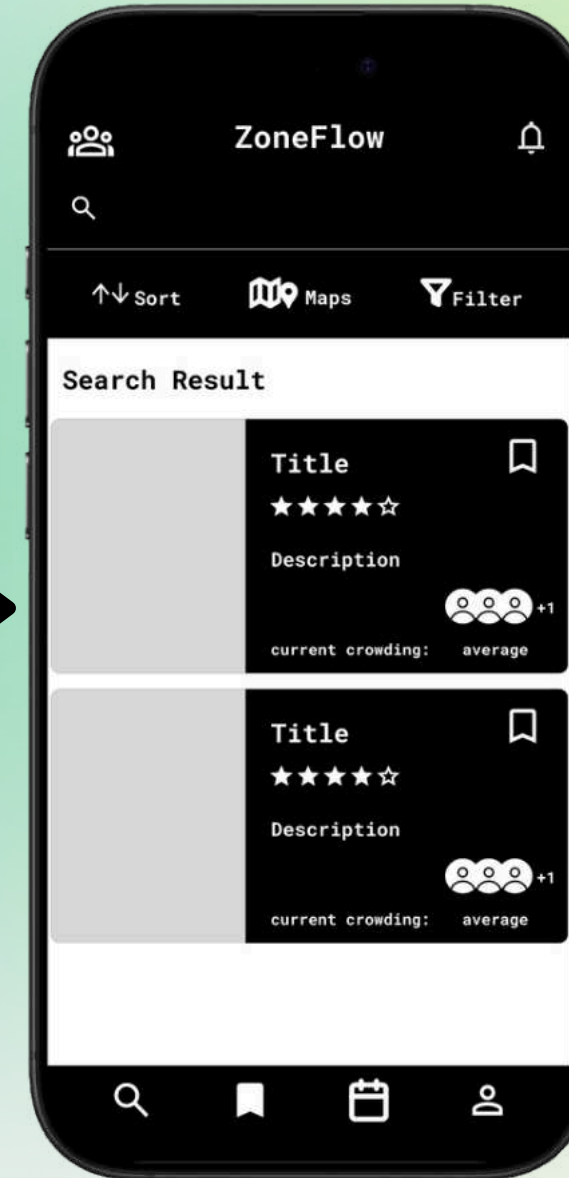 ZoneFlow
Sort Maps Filter
Search Result
Title
Description
+1
current crowding: average
Title
Description
+1
current crowding: average